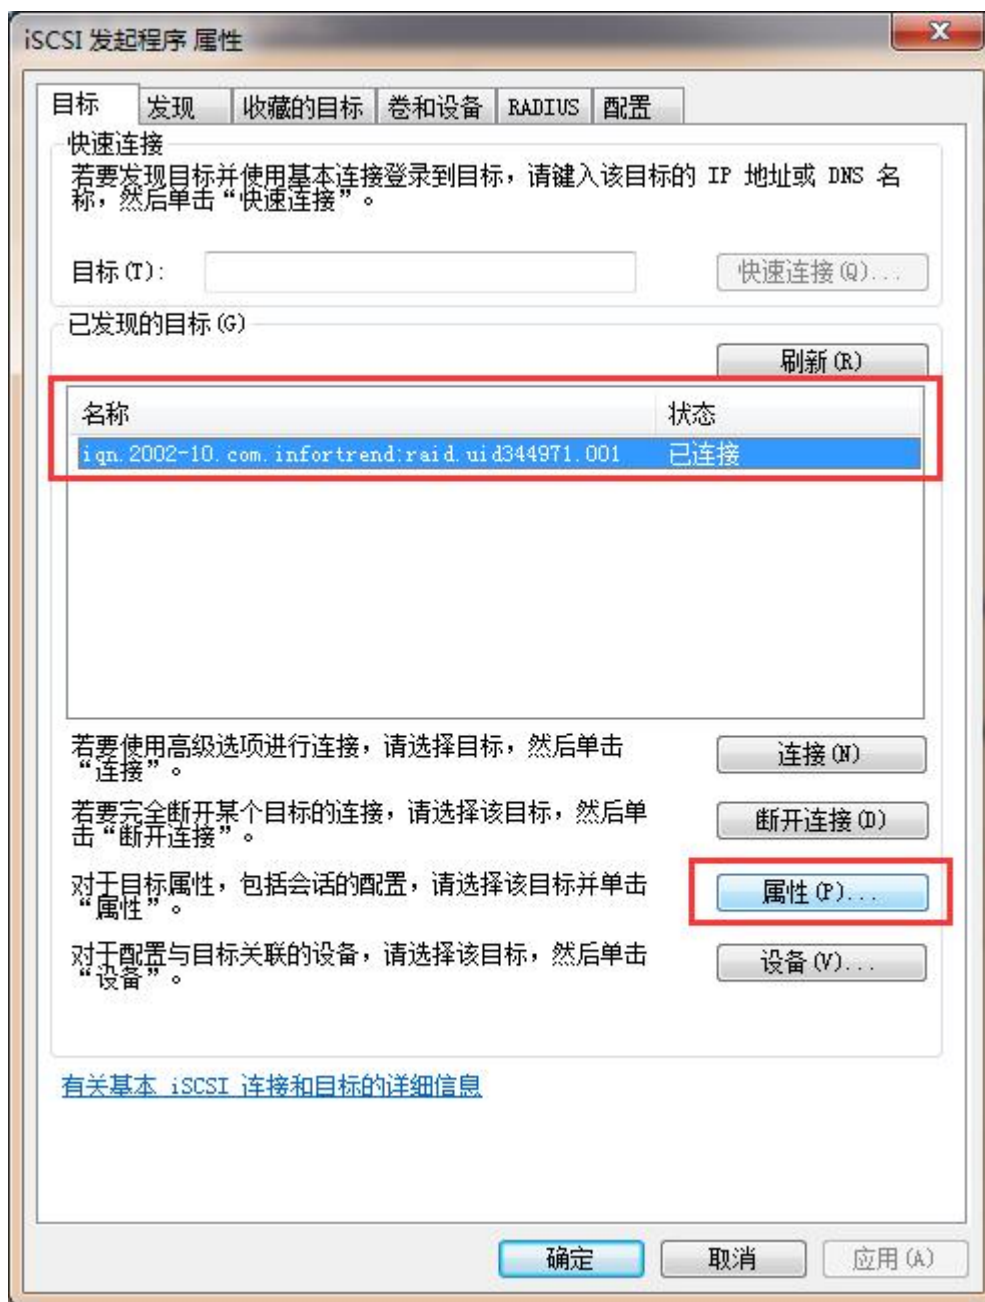 iSCSI 发起程序 属性
目标 发现 收藏的目标 卷和设备 RADIUS 配置
快速连接
若要发现目标并使用基本连接登录到目标，请键入该目标的 IP 地址或 DNS 名
称，然后单击“快速连接”。
目标(T): 快速连接(Q)...
已发现的目标(G)
刷新(R)
名称 状态
iqn.2002-10.com.infortrend:raid.uid344971.001 已连接
若要使用高级选项进行连接，请选择目标，然后单击
“连接”。
连接(N)
若要完全断开某个目标的连接，请选择该目标，然后单
击“断开连接”。
断开连接(D)
对于目标属性，包括会话的配置，请选择该目标并单击
“属性”。
属性(P)...
对于配置与目标关联的设备，请选择该目标，然后单击
“设备”。
设备(V)...
有关基本 iSCSI 连接和目标的详细信息
确定 取消 应用(A)